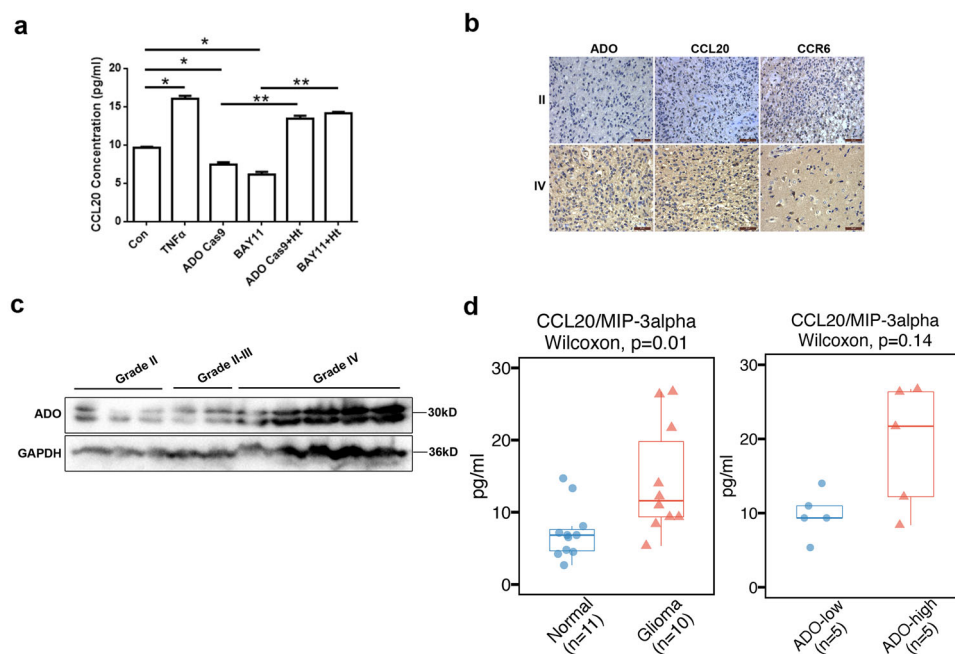 a
*
*
*
*
**
**
20
15
10
5
0
CCL20 Concentration (pg/ml)
Con
TNFα
ADO Cas9
BAY11
ADO Cas9+Ht
BAY11+Ht
b
ADO CCL20 CCR6
II
IV
c
Grade II Grade II-III Grade IV
ADO 30kD
GAPDH 36kD
d
CCL20/MIP-3alpha
Wilcoxon, p=0.01
30
20
10
0
pg/ml
Normal
(n=11)
Glioma
(n=10)
CCL20/MIP-3alpha
Wilcoxon, p=0.14
30
20
10
0
pg/ml
ADO-low
(n=5)
ADO-high
(n=5)